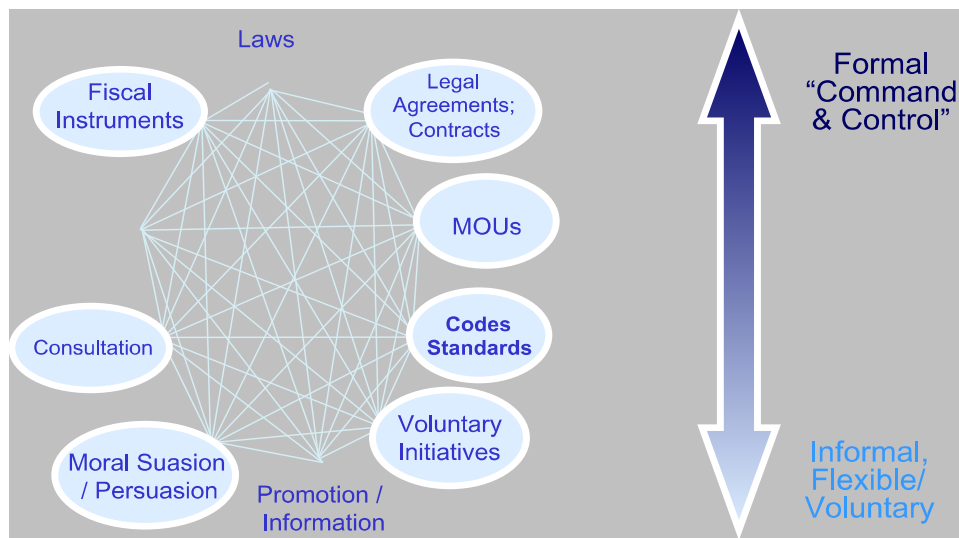 Laws
Fiscal
Instruments
Legal
Agreements;
Contracts
MOUs
Codes
Standards
Consultation
Voluntary
Initiatives
Moral Suasion
/ Persuasion
Promotion /
Information
Formal
“Command
& Control”
Informal,
Flexible/
Voluntary